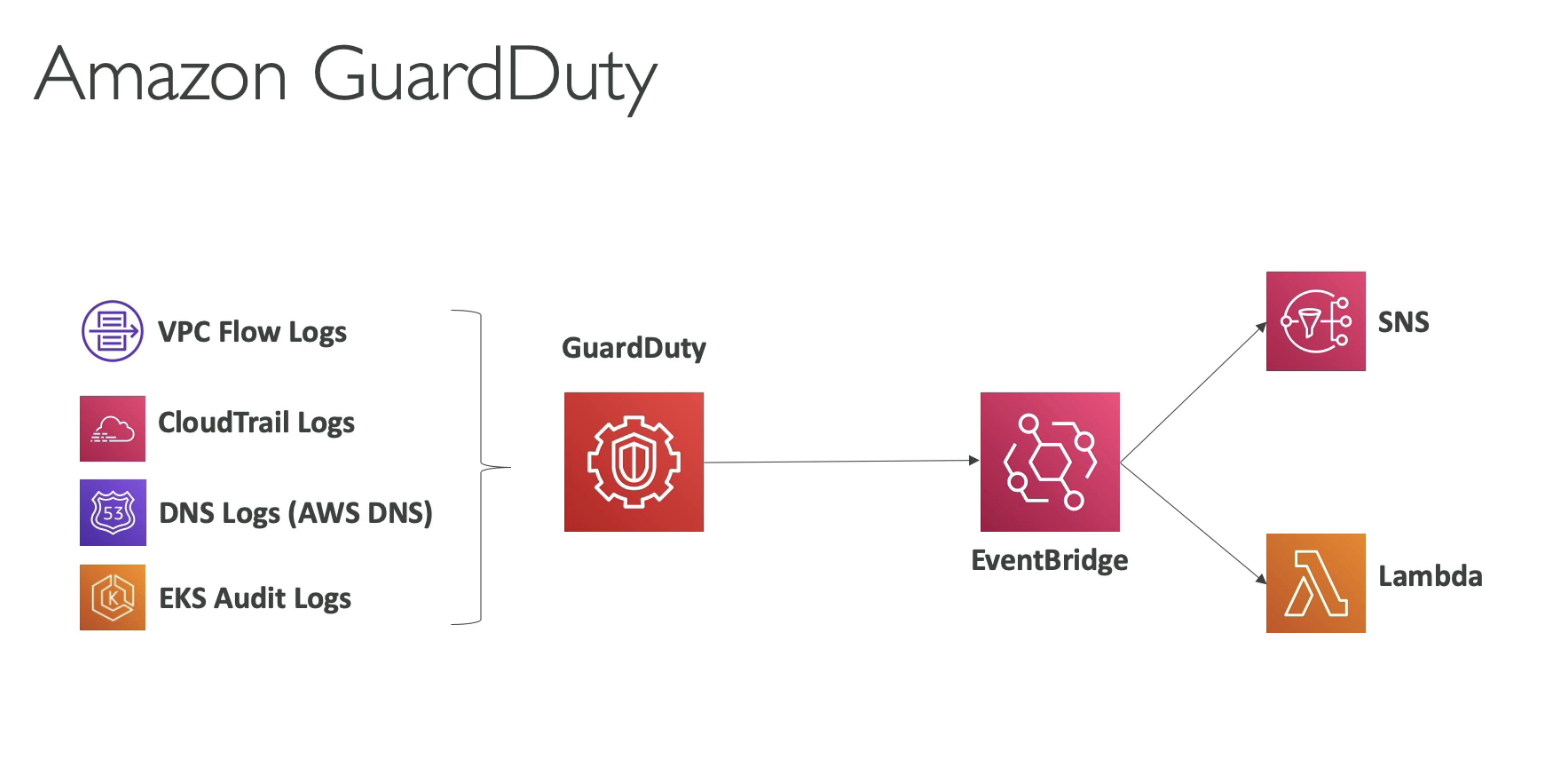 Amazon GuardDuty
VPC Flow Logs
CloudTrail Logs
53
DNS Logs (AWS DNS)
K
EKS Audit Logs
GuardDuty
EventBridge
SNS
Lambda